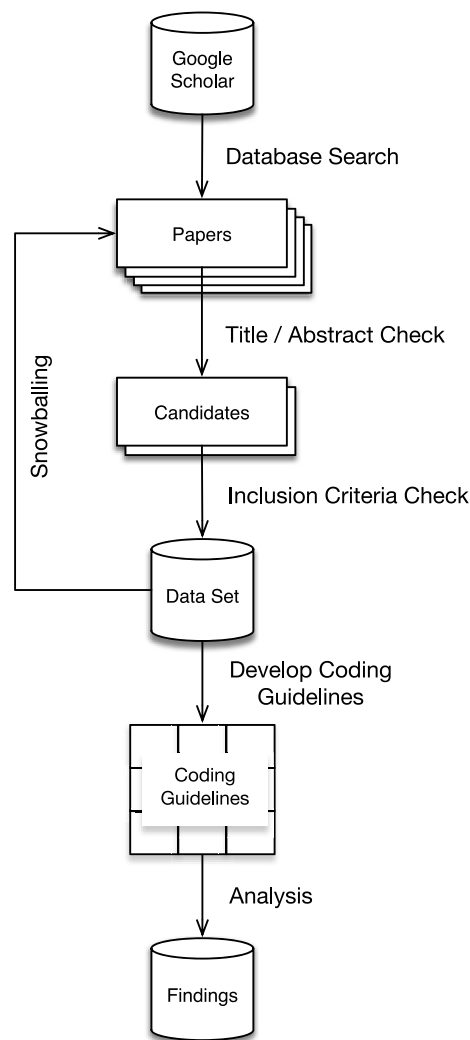 Google
Scholar
Database Search
Papers
Title / Abstract Check
Snowballing
Candidates
Inclusion Criteria Check
Data Set
Develop Coding
Guidelines
Coding
Guidelines
Analysis
Findings